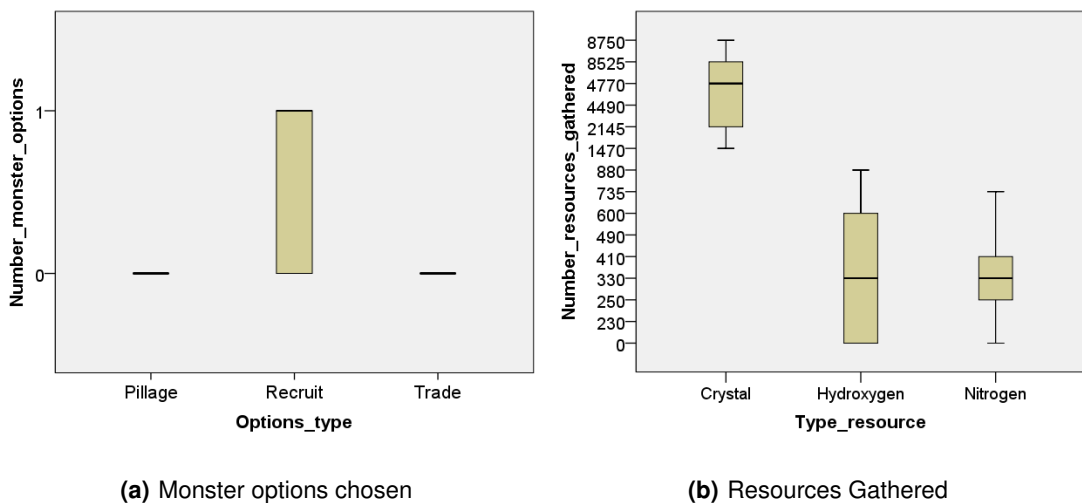 Number_monster_options
1
0
Pillage
Recruit
Trade
Options_type
(a) Monster options chosen
Number_resources_gathered
8750
8525
4770
4490
2145
1470
880
735
600
490
410
330
250
230
0
Crystal
Hydroxygen
Nitrogen
Type_resource
(b) Resources Gathered